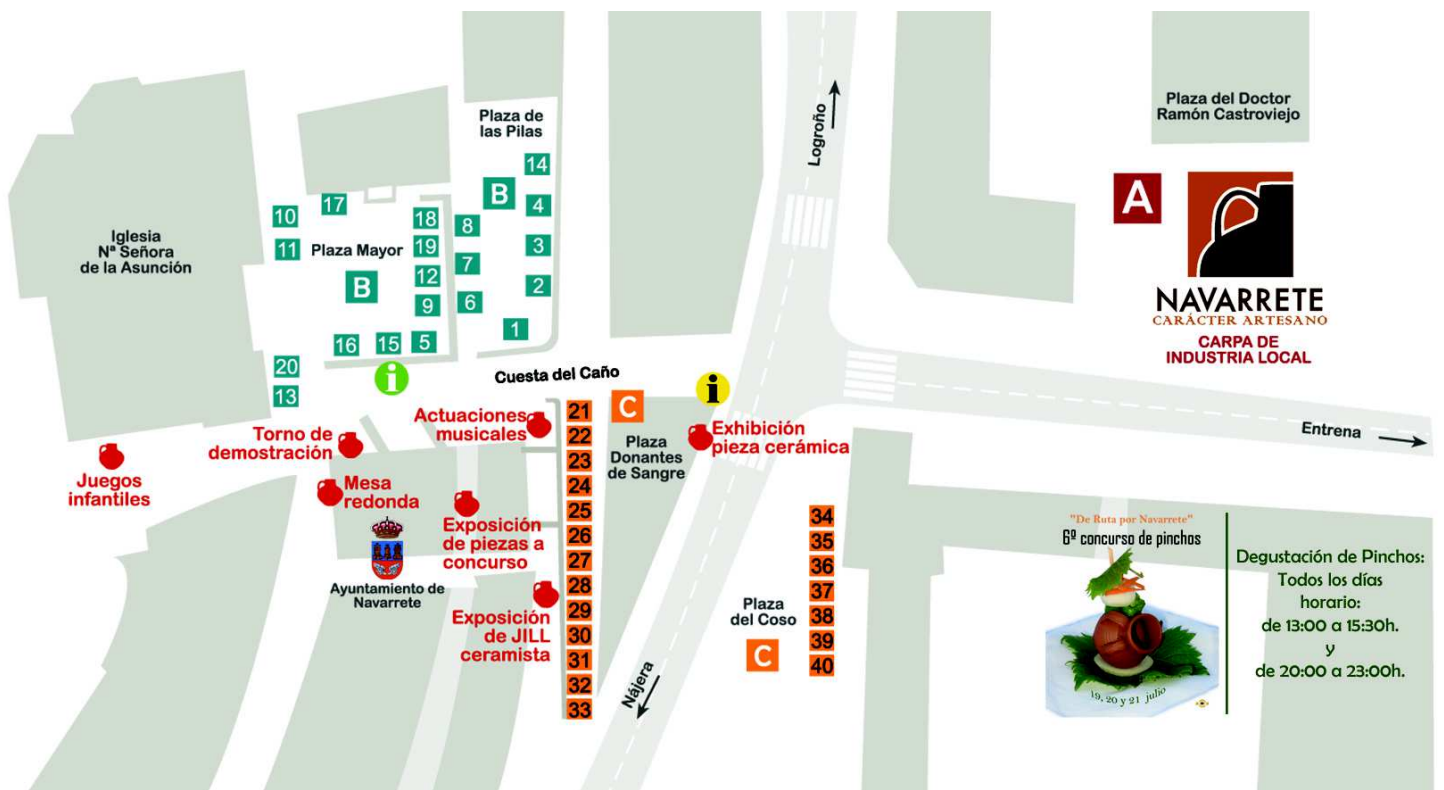 Plaza de
las Pilas
14
B
4
8
3
7
2
6
1
17
10
18
11
Plaza Mayor
19
12
B
9
16
15
5
20
13
i
Iglesia
Nª Señora
de la Asunción
Logroño
Plaza del Doctor
Ramón Castroviejo
A
NAVARRETE
CARÁCTER ARTESANO
CARPA DE
INDUSTRIA LOCAL
Cuesta del Caño
C
i
Actuaciones
musicales
Torno de
demostración
Juegos
infantiles
Mesa
redonda
Exposición
de piezas a
concurso
Ayuntamiento de
Navarrete
Exposición
de JILL
ceramista
21
22
23
24
25
26
27
28
29
30
31
32
33
Plaza
Donantes
de Sangre
Exhibición
pieza cerámica
Entrena
34
35
36
37
38
39
40
Plaza
del Coso
C
Nájera
"De Ruta por Navarrete"
6º concurso de pinchos
19, 20 y 21 julio
Degustación de Pinchos:
Todos los días
horario:
de 13:00 a 15:30h.
y
de 20:00 a 23:00h.